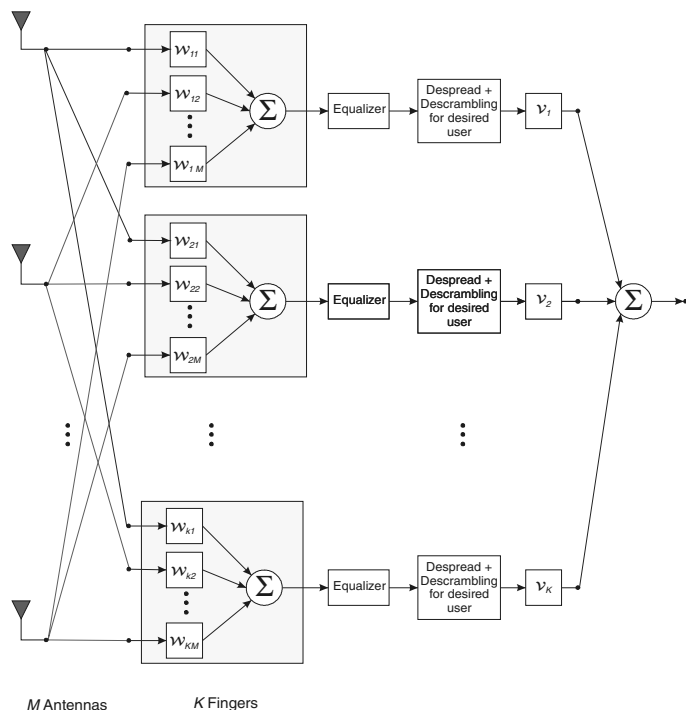 w11
w12
w1M
Σ
Equalizer
Despread +
Descrambling
for desired
user
v1
w21
w22
w2M
Σ
Equalizer
Despread +
Descrambling
for desired
user
v2
Σ
wk1
wk2
wKM
Σ
Equalizer
Despread +
Descrambling
for desired
user
vK
M Antennas
K Fingers